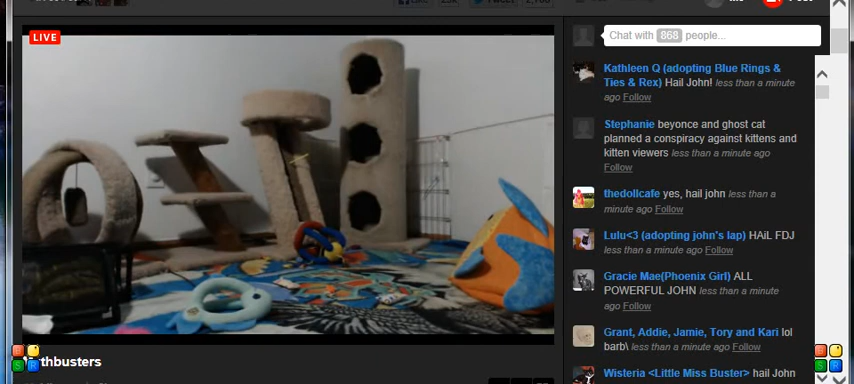 LIVE
Chat with 868 people...
Kathleen Q (adopting Blue Rings &
Ties & Rex) Hail John! less than a minute
ago Follow
Stephanie beyonce and ghost cat
planned a conspiracy against kittens and
kitten viewers less than a minute ago
Follow
thedollcafe yes, hail john less than a
minute ago Follow
Lulu<3 (adopting john's lap) HAiL FDJ
less than a minute ago Follow
Gracie Mae(Phoenix Girl) ALL
POWERFUL JOHN less than a minute
ago Follow
Grant, Addie, Jamie, Tory and Kari lol
barb\ less than a minute ago Follow
Wisteria <Little Miss Buster> hail John
thbusters